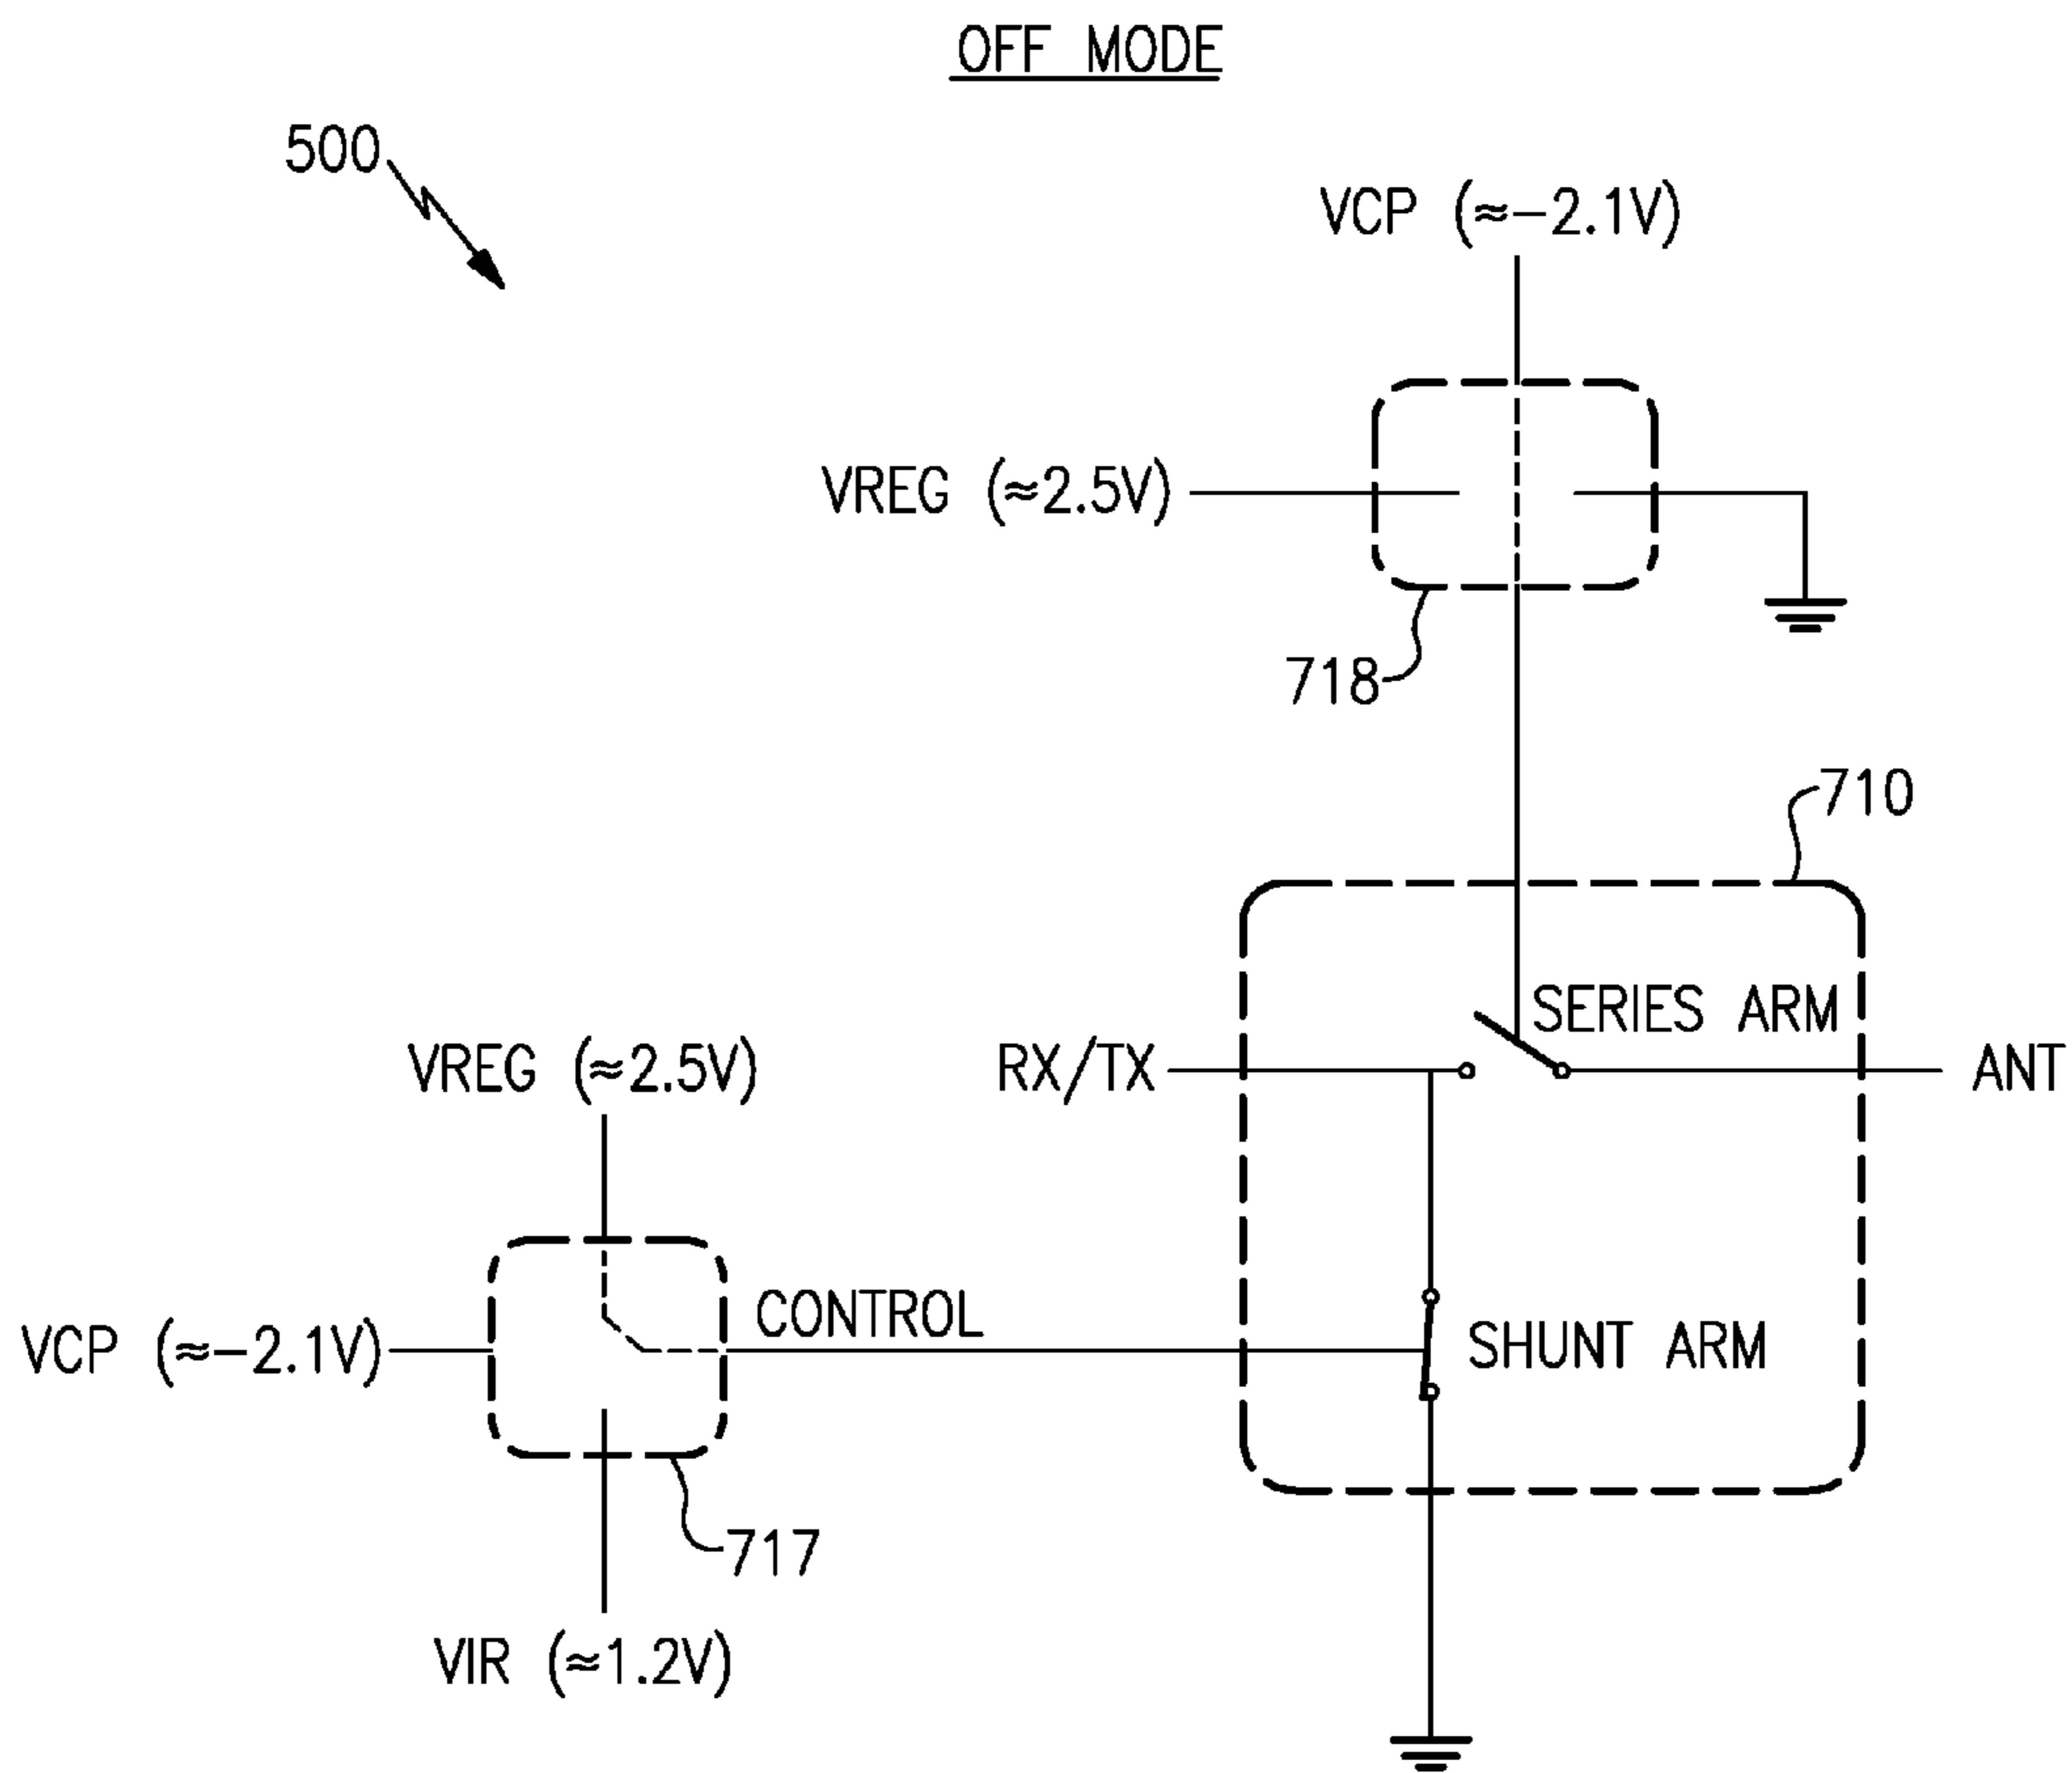 OFF MODE
500
VCP (≈-2.1V)
VREG (≈2.5V)
718
710
SERIES ARM
RX/TX
ANT
VREG (≈2.5V)
CONTROL
VCP (≈-2.1V)
SHUNT ARM
717
VIR (≈1.2V)